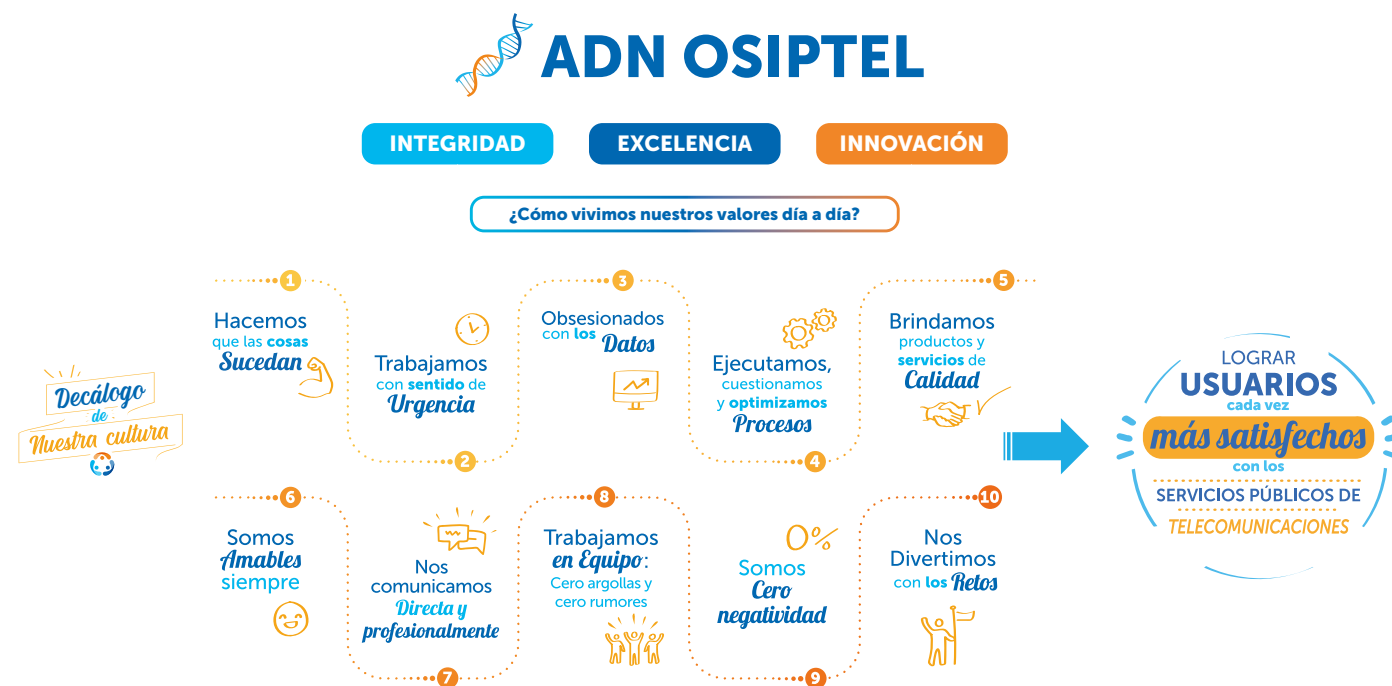 ADN OSIPTEL
INTEGRIDAD
EXCELENCIA
INNOVACIÓN
¿Cómo vivimos nuestros valores día a día?
Decálogo
de
Nuestra cultura
1
Hacemos
que las cosas
Sucedan
Trabajamos
con sentido de
Urgencia
2
3
Obsesionados
con los Datos
Ejecutamos,
cuestionamos
y optimizamos
Procesos
4
5
Brindamos
productos y
servicios de
Calidad
6
Somos
Amables
siempre
Nos
comunicamos
Directa y
profesionalmente
7
8
Trabajamos
en Equipo:
Cero argollas y
cero rumores
0%
Somos
Cero
negatividad
9
10
Nos
Divertimos
con los Retos
LOGRAR
USUARIOS
cada vez
más satisfechos
con los
SERVICIOS PÚBLICOS DE
TELECOMUNICACIONES